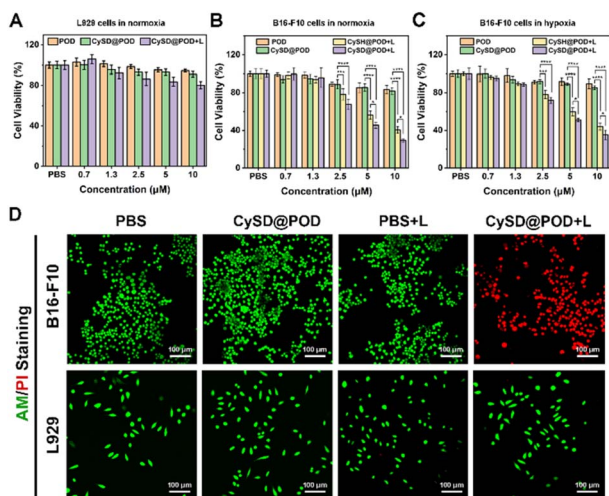 A
L929 cells in normoxia
POD
CySD@POD
CySD@POD+L
Cell Viability (%)
120
80
40
0
PBS 0.7 1.3 2.5 5 10
Concentration (μM)
B
B16-F10 cells in normoxia
POD
CySD@POD
CySH@POD+L
CySD@POD+L
Cell Viability (%)
160
120
80
40
0
PBS 0.7 1.3 2.5 5 10
Concentration (μM)
C
B16-F10 cells in hypoxia
POD
CySD@POD
CySH@POD+L
CySD@POD+L
Cell Viability (%)
160
120
80
40
0
PBS 0.7 1.3 2.5 5 10
Concentration (μM)
D
PBS
CySD@POD
PBS+L
CySD@POD+L
AM/PI Staining
B16-F10
100 μm
100 μm
100 μm
100 μm
L929
100 μm
100 μm
100 μm
100 μm